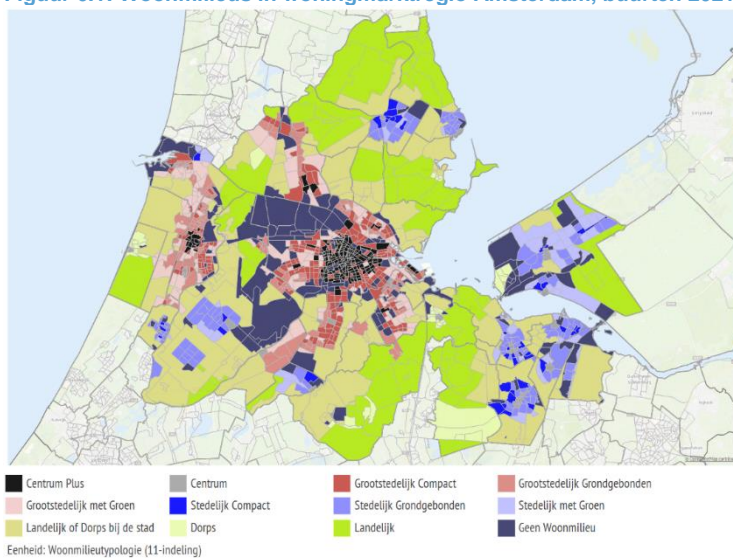 Centrum Plus
Centrum
Grootstedelijk Compact
Grootstedelijk Grondgebonden
Grootstedelijk met Groen
Stedelijk Compact
Stedelijk Grondgebonden
Stedelijk met Groen
Landelijk of Dorps bij de stad
Dorps
Landelijk
Geen Woonmilieu
Eenheid: Woonmilieutypologie (11-indeling)